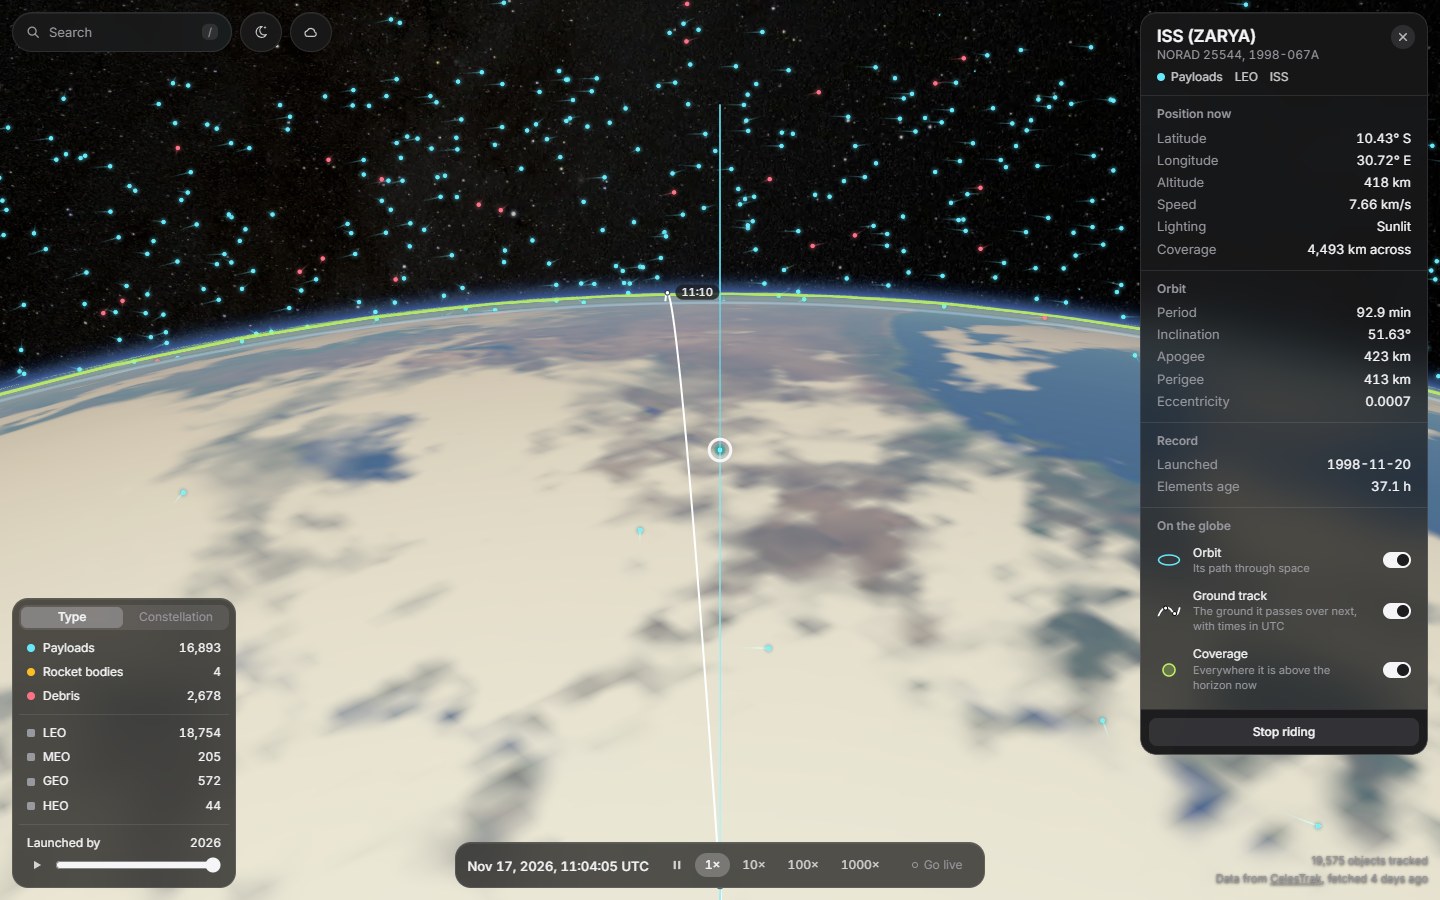 Search /
11:10
ISS (ZARYA)
NORAD 25544, 1998-067A
Payloads LEO ISS
Position now
Latitude 10.43° S
Longitude 30.72° E
Altitude 418 km
Speed 7.66 km/s
Lighting Sunlit
Coverage 4,493 km across
Orbit
Period 92.9 min
Inclination 51.63°
Apogee 423 km
Perigee 413 km
Eccentricity 0.0007
Record
Launched 1998-11-20
Elements age 37.1 h
On the globe
Orbit
Its path through space
Ground track
The ground it passes over next,
with times in UTC
Coverage
Everywhere it is above the
horizon now
Stop riding
Type Constellation
Payloads 16,893
Rocket bodies 4
Debris 2,678
LEO 18,754
MEO 205
GEO 572
HEO 44
Launched by 2026
Nov 17, 2026, 11:04:05 UTC 1× 10× 100× 1000× Go live
19,575 objects tracked
Data from CelesTrak, fetched 4 days ago